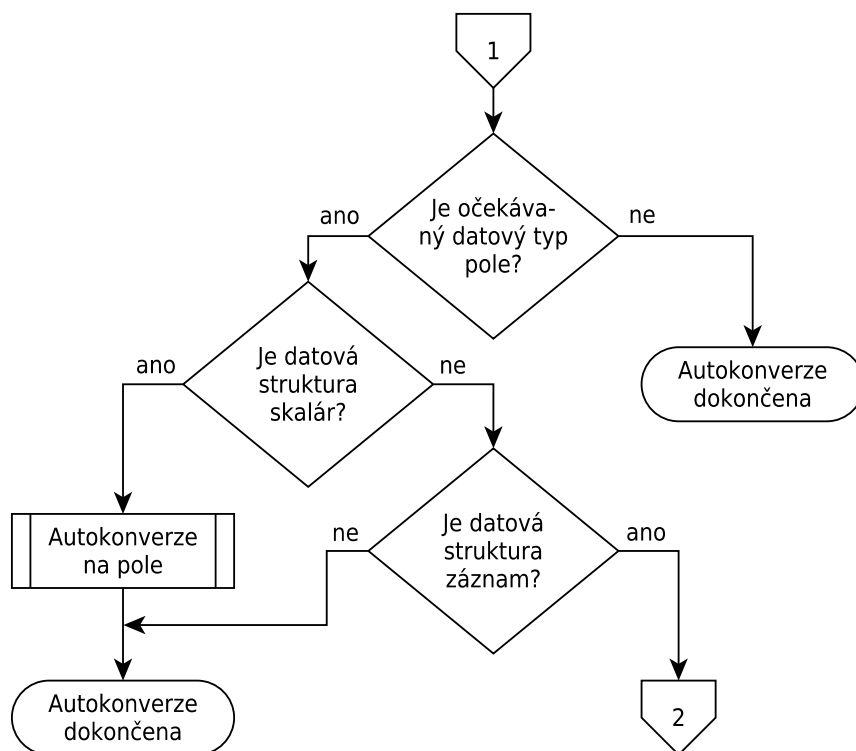 1
Je očekáva-
ný datový typ
pole?
ano
ne
Je datová
struktura
skalár?
ano
ne
Autokonverze
dokončena
Je datová
struktura
záznam?
ne
ano
Autokonverze
na pole
Autokonverze
dokončena
2